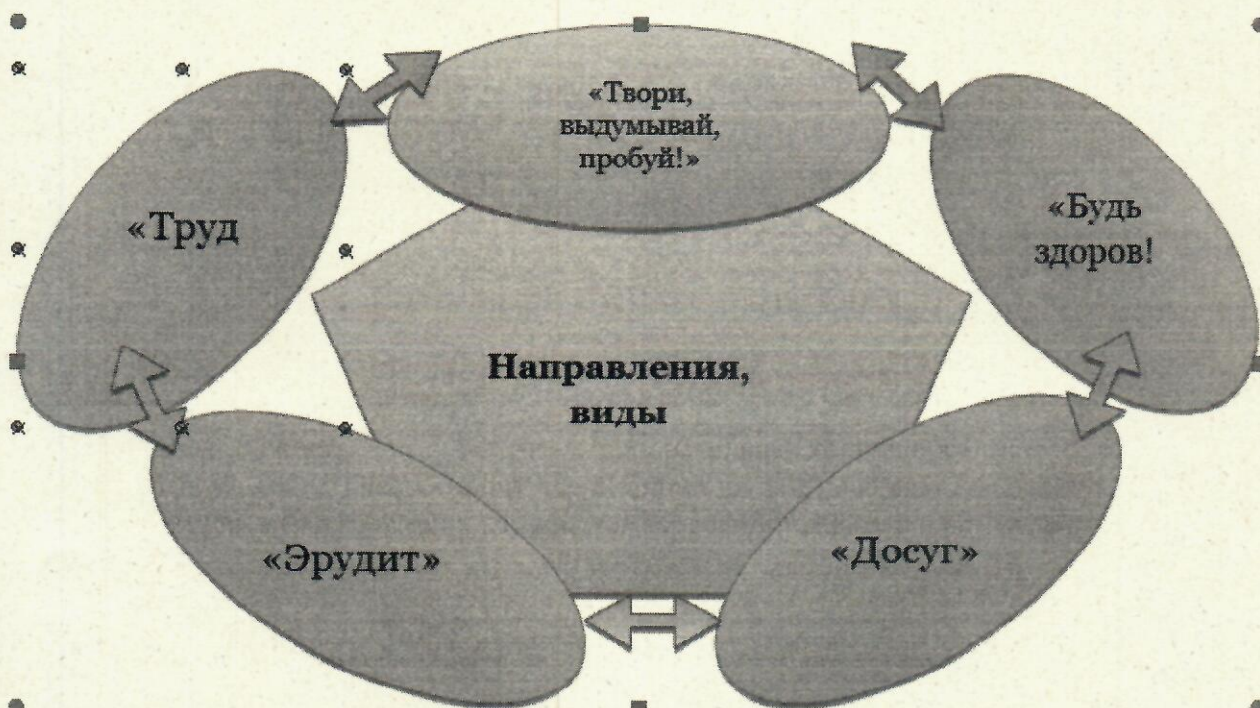 «Твори,
выдумывай,
пробуй!»
«Труд
«Будь
здоров!
Направления,
виды
«Эрудит»
«Досуг»